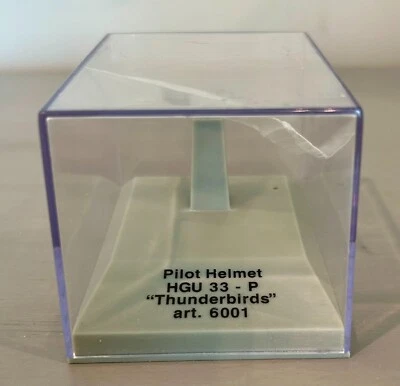 Pilot Helmet
HGU 33 - P
“Thunderbirds”
art. 6001